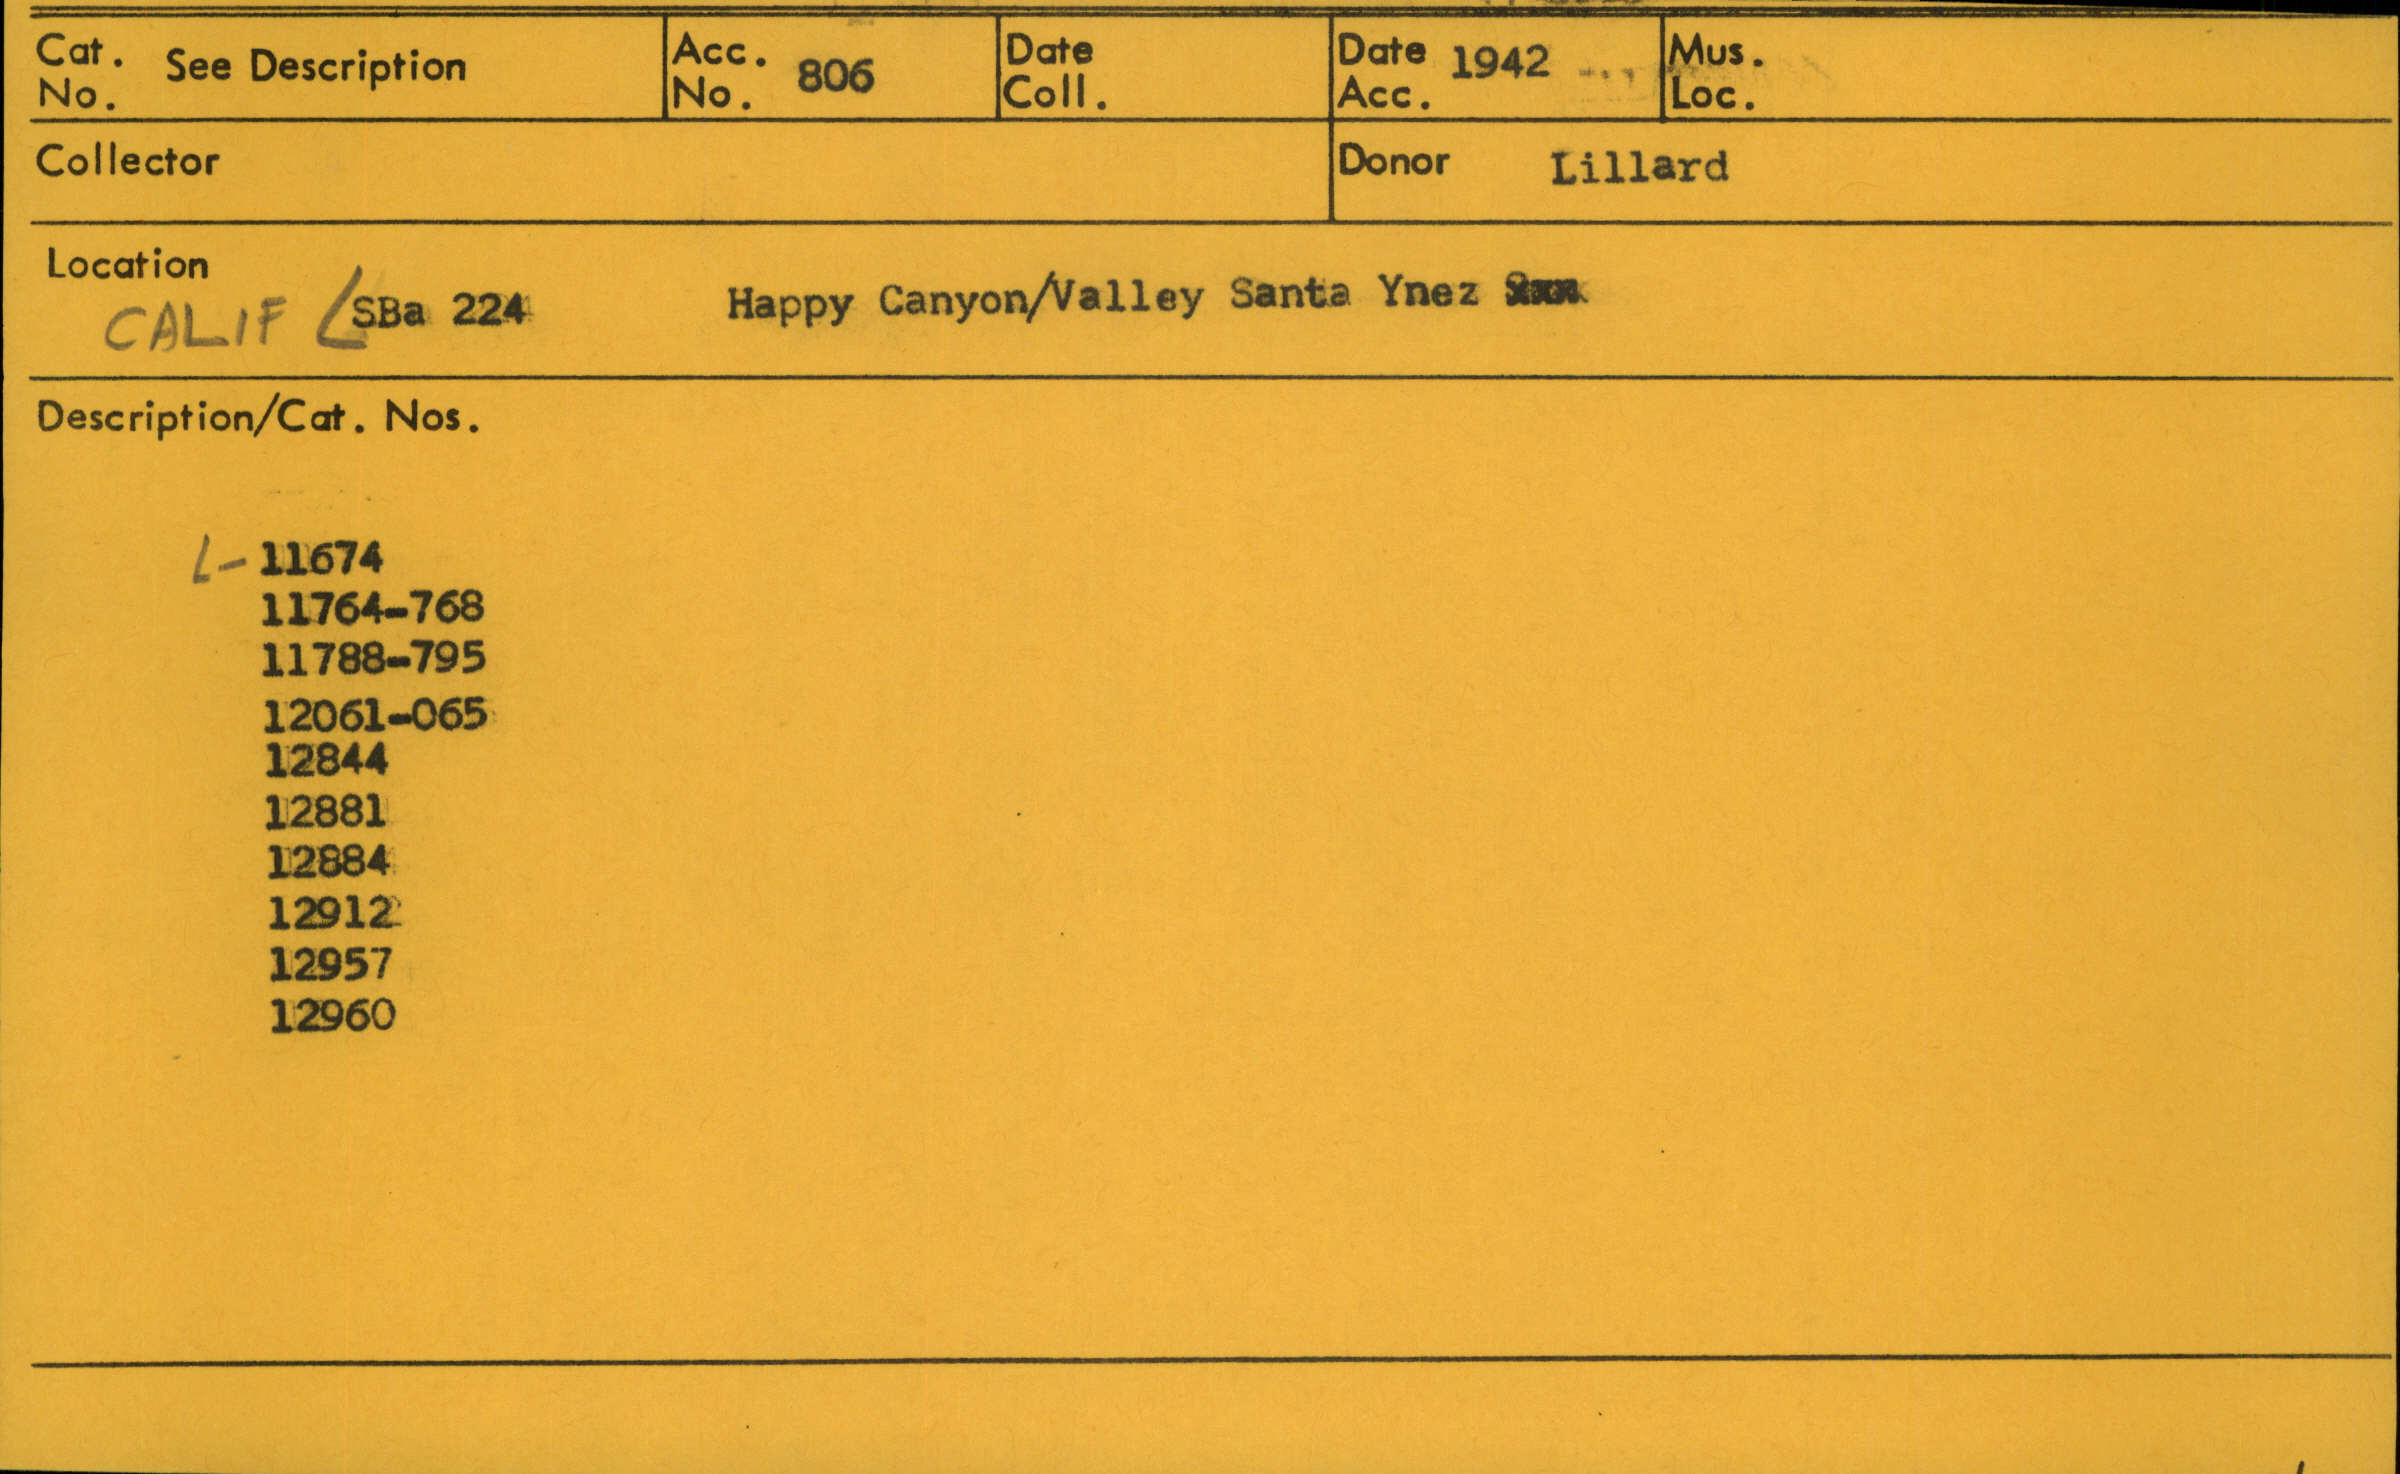 Cat. No. See Description
Acc. No. 806
Date Coll.
Date Acc. 1942
Mus. Loc.
Collector
Donor Lillard
Location
CALIF SBa 224 Happy Canyon/Valley Santa Ynez
Description/Cat. Nos.
L- 11674
11764-768
11788-795
12061-065
12844
12881
12884
12912
12957
12960